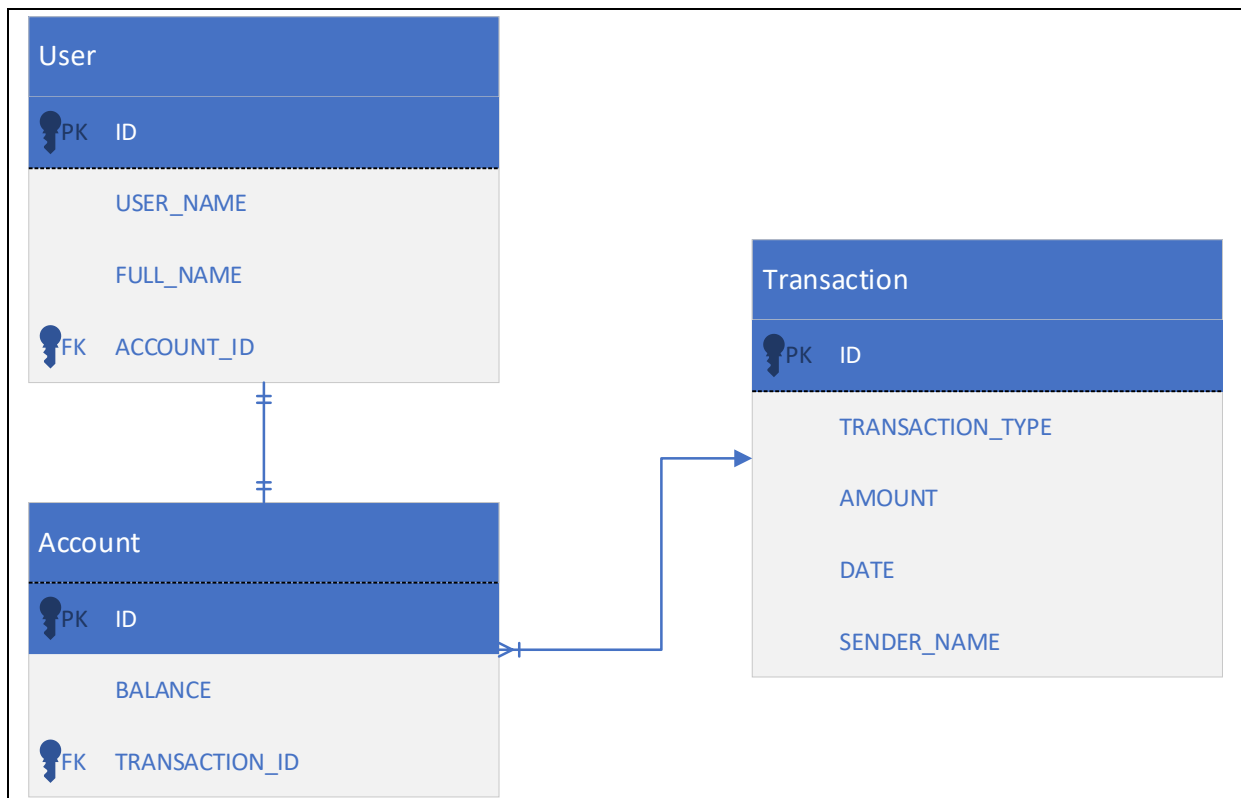 User
PK ID
USER_NAME
FULL_NAME
FK ACCOUNT_ID
Account
PK ID
BALANCE
FK TRANSACTION_ID
Transaction
PK ID
TRANSACTION_TYPE
AMOUNT
DATE
SENDER_NAME